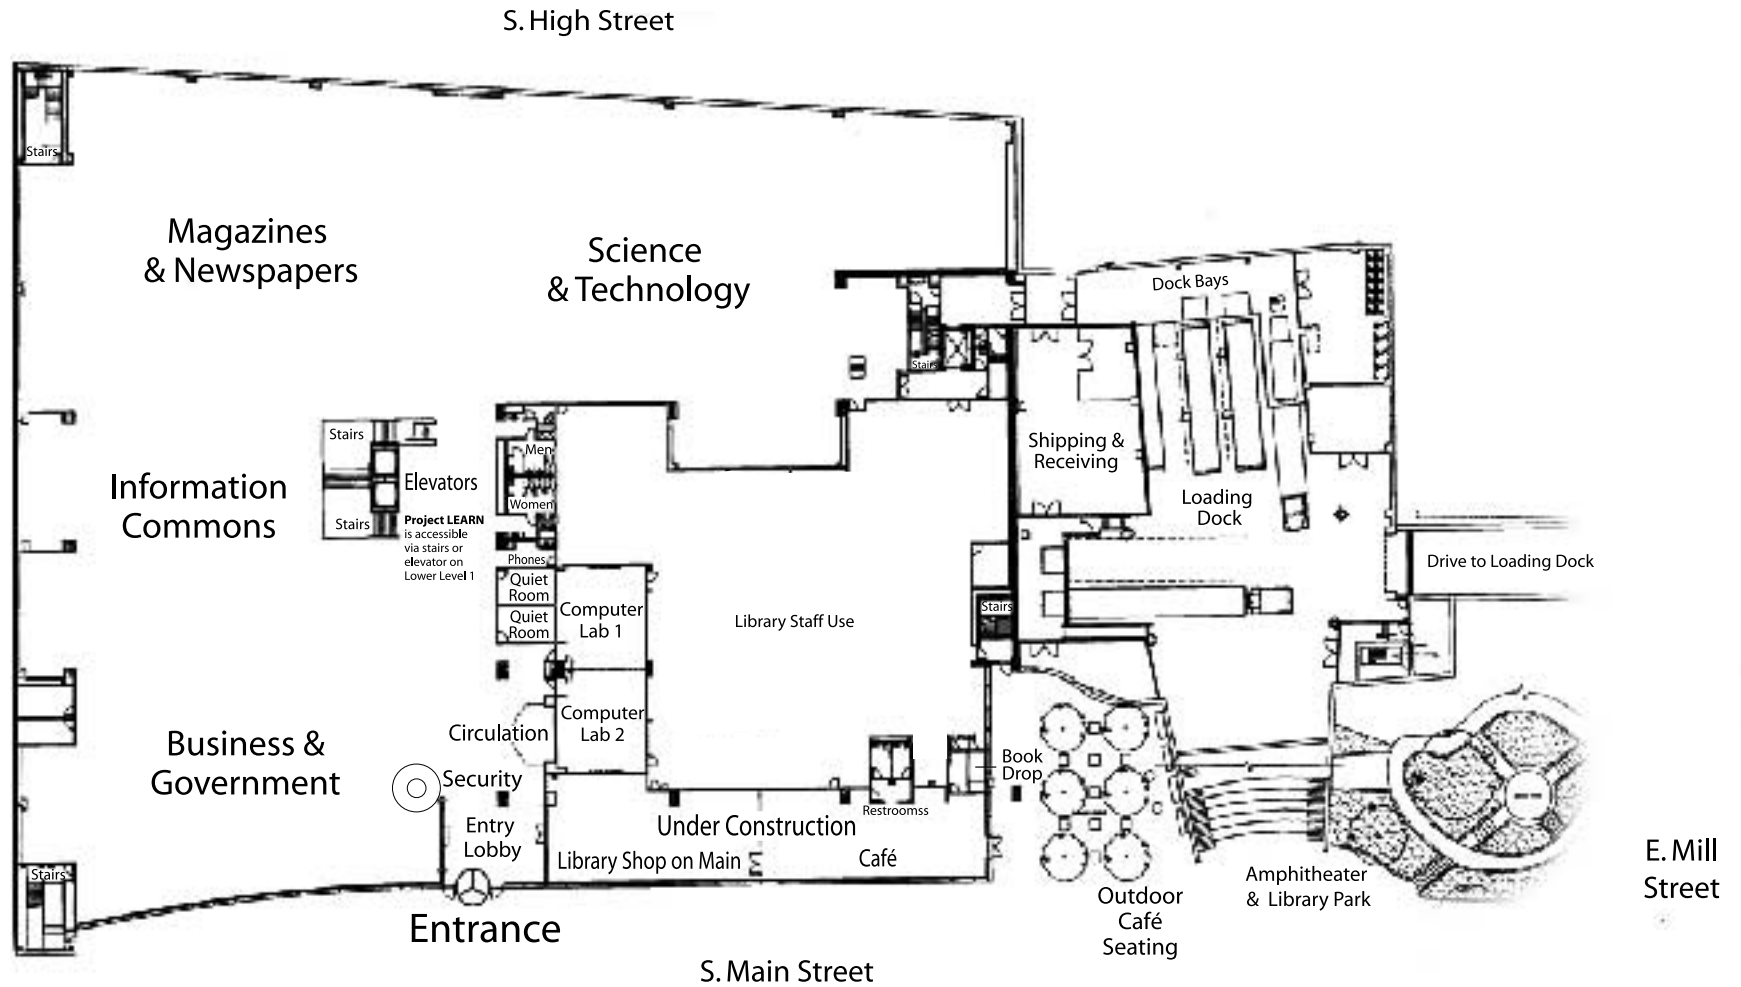 S. High Street
Stairs
Magazines
& Newspapers
Science
& Technology
Dock Bays
Stairs
Stairs
Men
Elevators
Women
Stairs
Project LEARN
is accessible
via stairs or
elevator on
Lower Level 1
Information
Commons
Shipping &
Receiving
Loading
Dock
Drive to Loading Dock
Phones
Quiet
Room
Quiet
Room
Computer
Lab 1
Library Staff Use
Stairs
Computer
Lab 2
Circulation
Business &
Government
Security
Book
Drop
Restroomss
Entry
Lobby
Under Construction
Library Shop on Main
Café
Stairs
Entrance
Outdoor
Café
Seating
Amphitheater
& Library Park
E. Mill
Street
S. Main Street